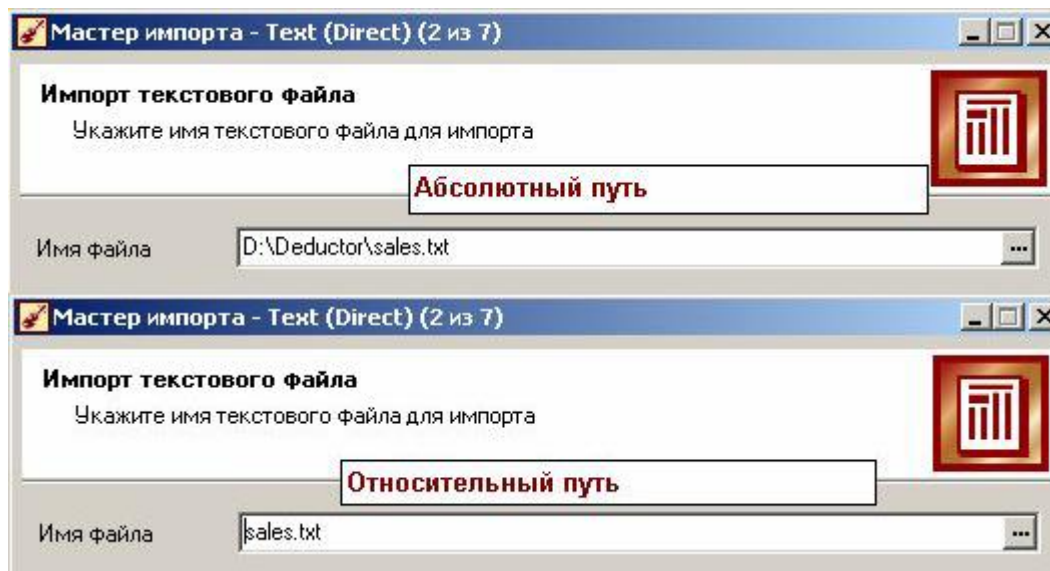 Мастер импорта - Text (Direct) (2 из 7)
Импорт текстового файла
Укажите имя текстового файла для импорта
Абсолютный путь
Имя файла D:\Deductor\sales.txt ...
Мастер импорта - Text (Direct) (2 из 7)
Импорт текстового файла
Укажите имя текстового файла для импорта
Относительный путь
Имя файла sales.txt ...